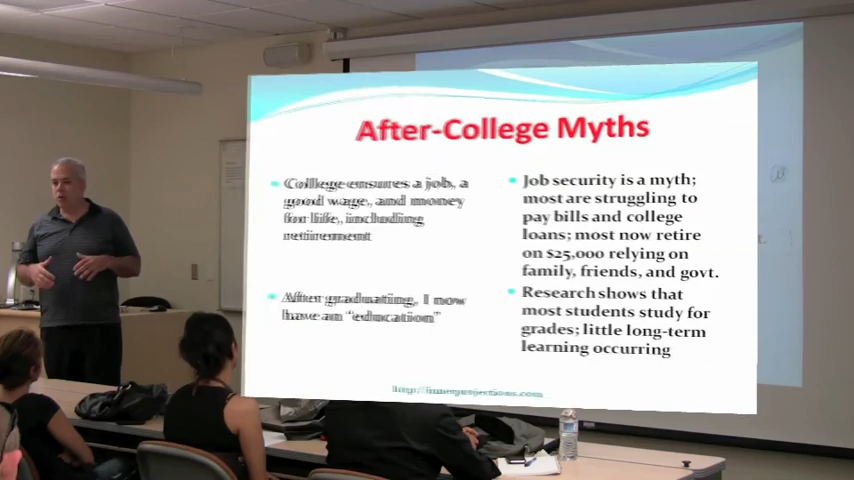 After-College Myths
College ensures a job, a
good wage, and money
for life, including
retirement
After graduating, I now
have an "education"
Job security is a myth;
most are struggling to
pay bills and college
loans; most now retire
on $25,000 relying on
family, friends, and govt.
Research shows that
most students study for
grades; little long-term
learning occurring
http://innerprojections.com